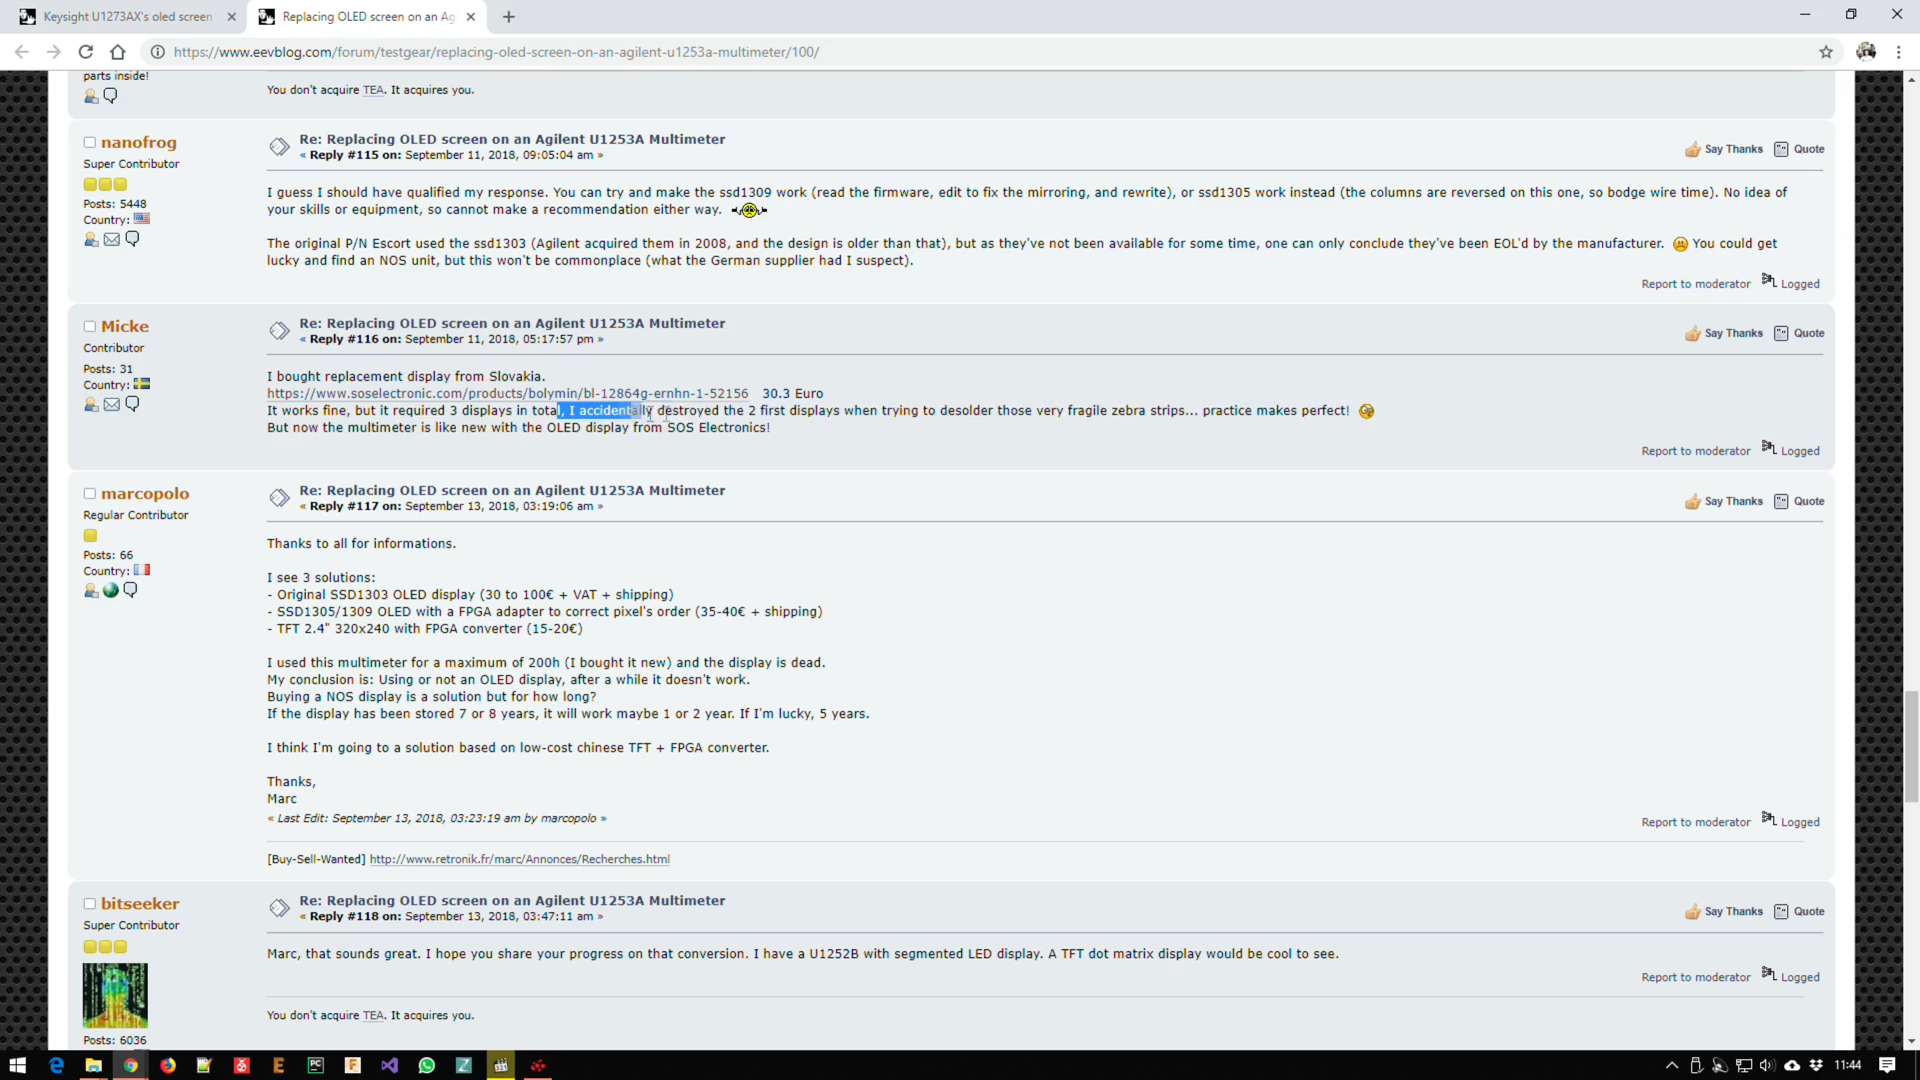 Keysight U1273AX's oled screen
Replacing OLED screen on an Ag
https://www.eevblog.com/forum/testgear/replacing-oled-screen-on-an-agilent-u1253a-multimeter/100/
parts inside!
You don't acquire TEA. It acquires you.
nanofrog
Super Contributor
Posts: 5448
Country:
Re: Replacing OLED screen on an Agilent U1253A Multimeter
« Reply #115 on: September 11, 2018, 09:05:04 am »
Say Thanks Quote
I guess I should have qualified my response. You can try and make the ssd1309 work (read the firmware, edit to fix the mirroring, and rewrite), or ssd1305 work instead (the columns are reversed on this one, so bodge wire time). No idea of
your skills or equipment, so cannot make a recommendation either way.
The original P/N Escort used the ssd1303 (Agilent acquired them in 2008, and the design is older than that), but as they've not been available for some time, one can only conclude they've been EOL'd by the manufacturer. You could get
lucky and find an NOS unit, but this won't be commonplace (what the German supplier had I suspect).
Report to moderator Logged
Micke
Contributor
Posts: 31
Country:
Re: Replacing OLED screen on an Agilent U1253A Multimeter
« Reply #116 on: September 11, 2018, 05:17:57 pm »
Say Thanks Quote
I bought replacement display from Slovakia.
https://www.soselectronic.com/products/bolymin/bl-12864g-ernhn-1-52156 30.3 Euro
It works fine, but it required 3 displays in total, I accidentally destroyed the 2 first displays when trying to desolder those very fragile zebra strips... practice makes perfect!
But now the multimeter is like new with the OLED display from SOS Electronics!
Report to moderator Logged
marcopolo
Regular Contributor
Posts: 66
Country:
Re: Replacing OLED screen on an Agilent U1253A Multimeter
« Reply #117 on: September 13, 2018, 03:19:06 am »
Say Thanks Quote
Thanks to all for informations.
I see 3 solutions:
- Original SSD1303 OLED display (30 to 100€ + VAT + shipping)
- SSD1305/1309 OLED with a FPGA adapter to correct pixel's order (35-40€ + shipping)
- TFT 2.4" 320x240 with FPGA converter (15-20€)
I used this multimeter for a maximum of 200h (I bought it new) and the display is dead.
My conclusion is: Using or not an OLED display, after a while it doesn't work.
Buying a NOS display is a solution but for how long?
If the display has been stored 7 or 8 years, it will work maybe 1 or 2 year. If I'm lucky, 5 years.
I think I'm going to a solution based on low-cost chinese TFT + FPGA converter.
Thanks,
Marc
« Last Edit: September 13, 2018, 03:23:19 am by marcopolo »
Report to moderator Logged
[Buy-Sell-Wanted] http://www.retronik.fr/marc/Annonces/Recherches.html
bitseeker
Super Contributor
Posts: 6036
Re: Replacing OLED screen on an Agilent U1253A Multimeter
« Reply #118 on: September 13, 2018, 03:47:11 am »
Say Thanks Quote
Marc, that sounds great. I hope you share your progress on that conversion. I have a U1252B with segmented LED display. A TFT dot matrix display would be cool to see.
Report to moderator Logged
You don't acquire TEA. It acquires you.
11:44